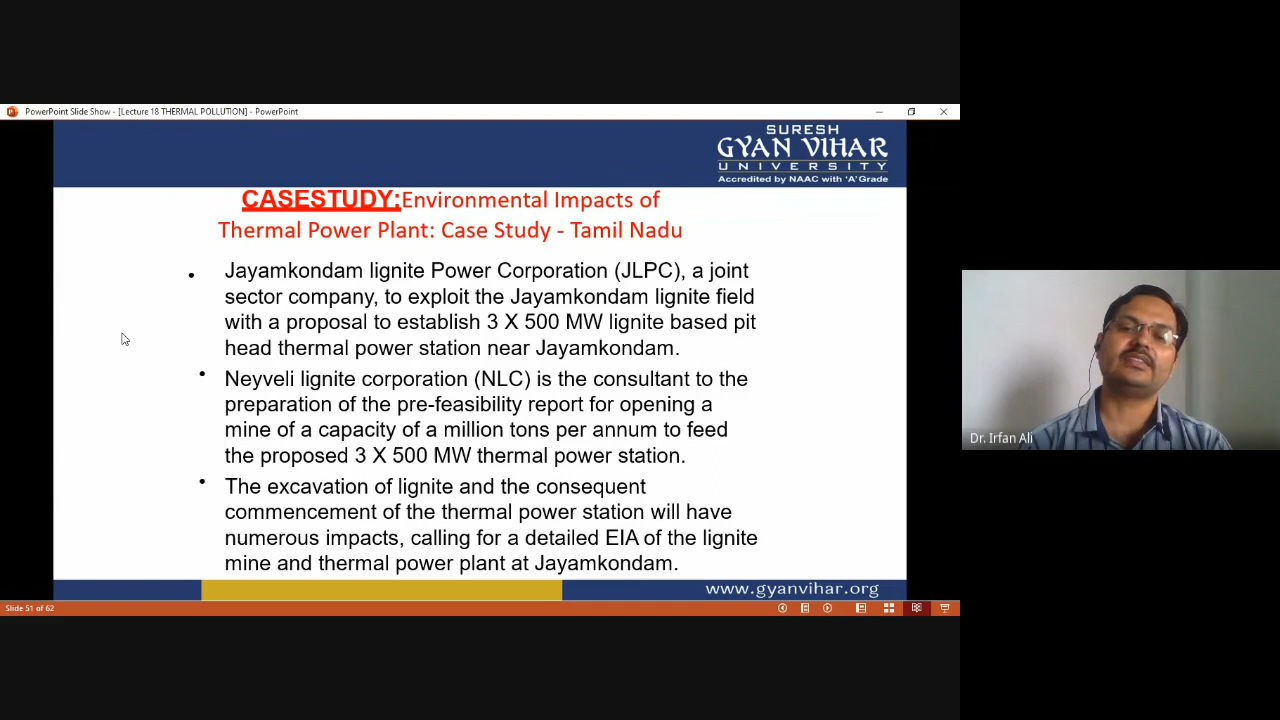 PowerPoint Slide Show - [Lecture 18 THERMAL POLLUTION] - PowerPoint
SURESH
GYAN VIHAR
UNIVERSITY
Accredited by NAAC with 'A' Grade
CASESTUDY:Environmental Impacts of
Thermal Power Plant: Case Study - Tamil Nadu
• Jayamkondam lignite Power Corporation (JLPC), a joint
sector company, to exploit the Jayamkondam lignite field
with a proposal to establish 3 X 500 MW lignite based pit
head thermal power station near Jayamkondam.
• Neyveli lignite corporation (NLC) is the consultant to the
preparation of the pre-feasibility report for opening a
mine of a capacity of a million tons per annum to feed
the proposed 3 X 500 MW thermal power station.
• The excavation of lignite and the consequent
commencement of the thermal power station will have
numerous impacts, calling for a detailed EIA of the lignite
mine and thermal power plant at Jayamkondam.
www.gyanvihar.org
Slide 51 of 62
Dr. Irfan Ali